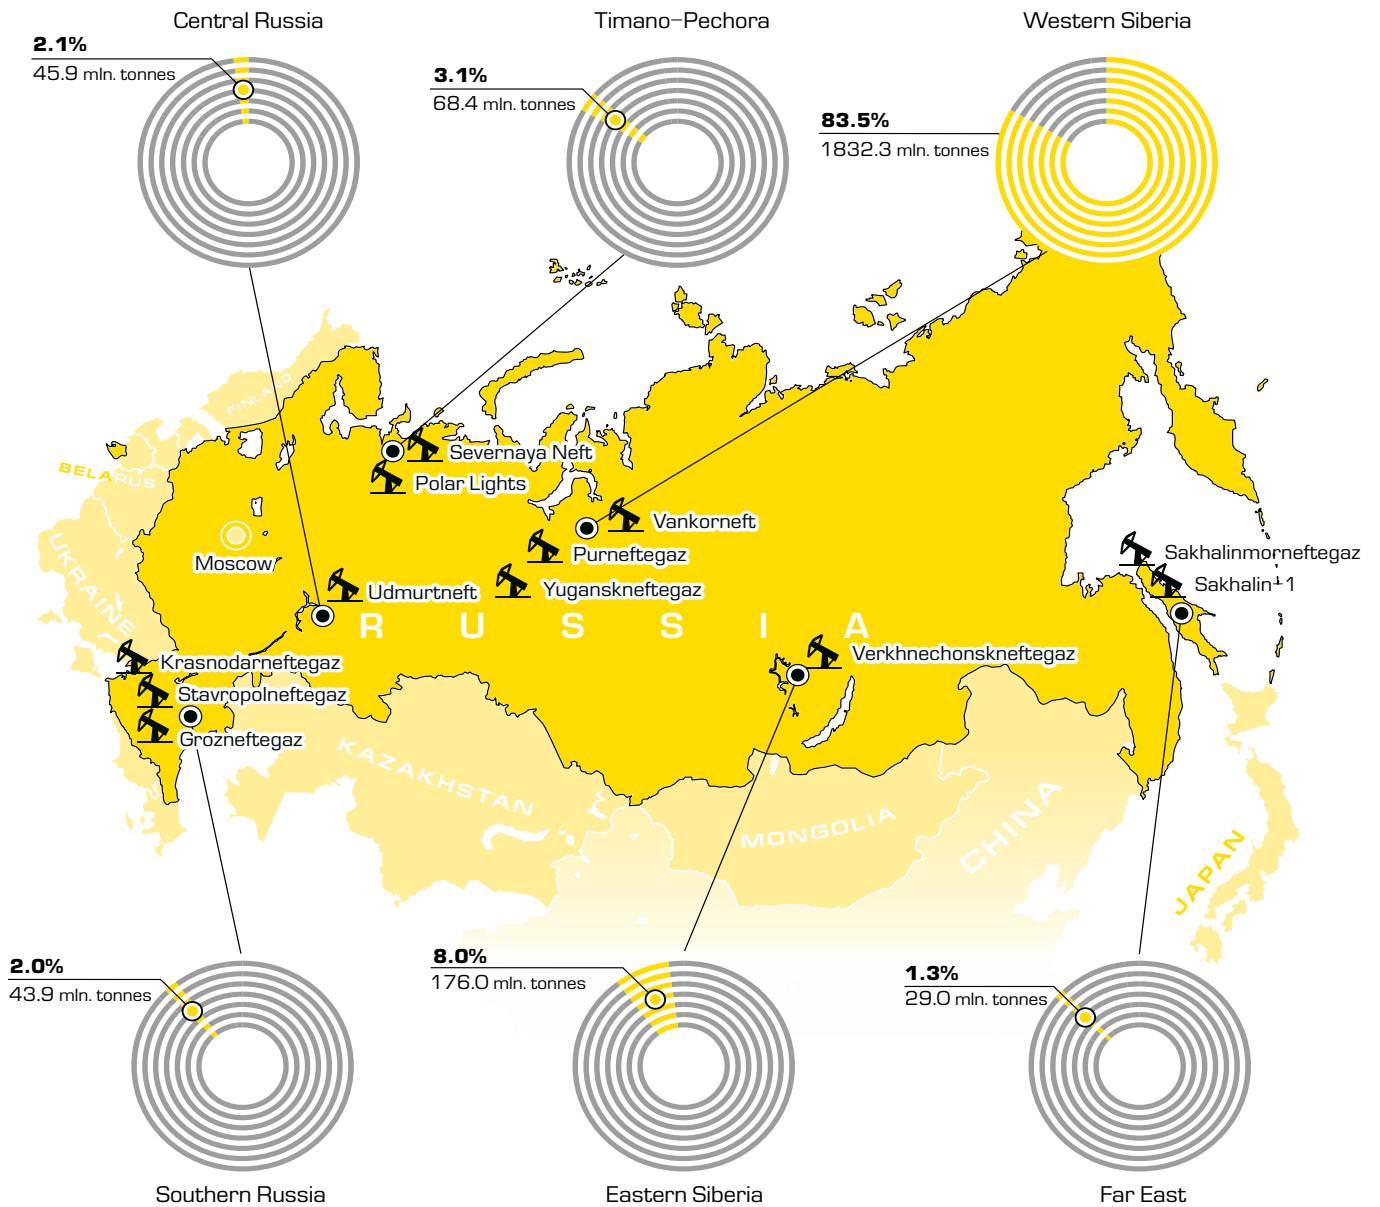 Central Russia
Timano-Pechora
Western Siberia
2.1%
45.9 mln. tonnes
3.1%
68.4 mln. tonnes
83.5%
1832.3 mln. tonnes
FINLAND
BELARUS
UKRAINE
Severnaya Neft
Polar Lights
Vankorneft
Purneftegaz
Yuganskneftegaz
Moscow
Udmurtneft
Sakhalinmorneftegaz
Sakhalin-1
RUSSIA
Verkhnechonskneftegaz
Krasnodarneftegaz
Stavropolneftegaz
Grozneftegaz
KAZAKHSTAN
MONGOLIA
CHINA
JAPAN
2.0%
43.9 mln. tonnes
8.0%
176.0 mln. tonnes
1.3%
29.0 mln. tonnes
Southern Russia
Eastern Siberia
Far East